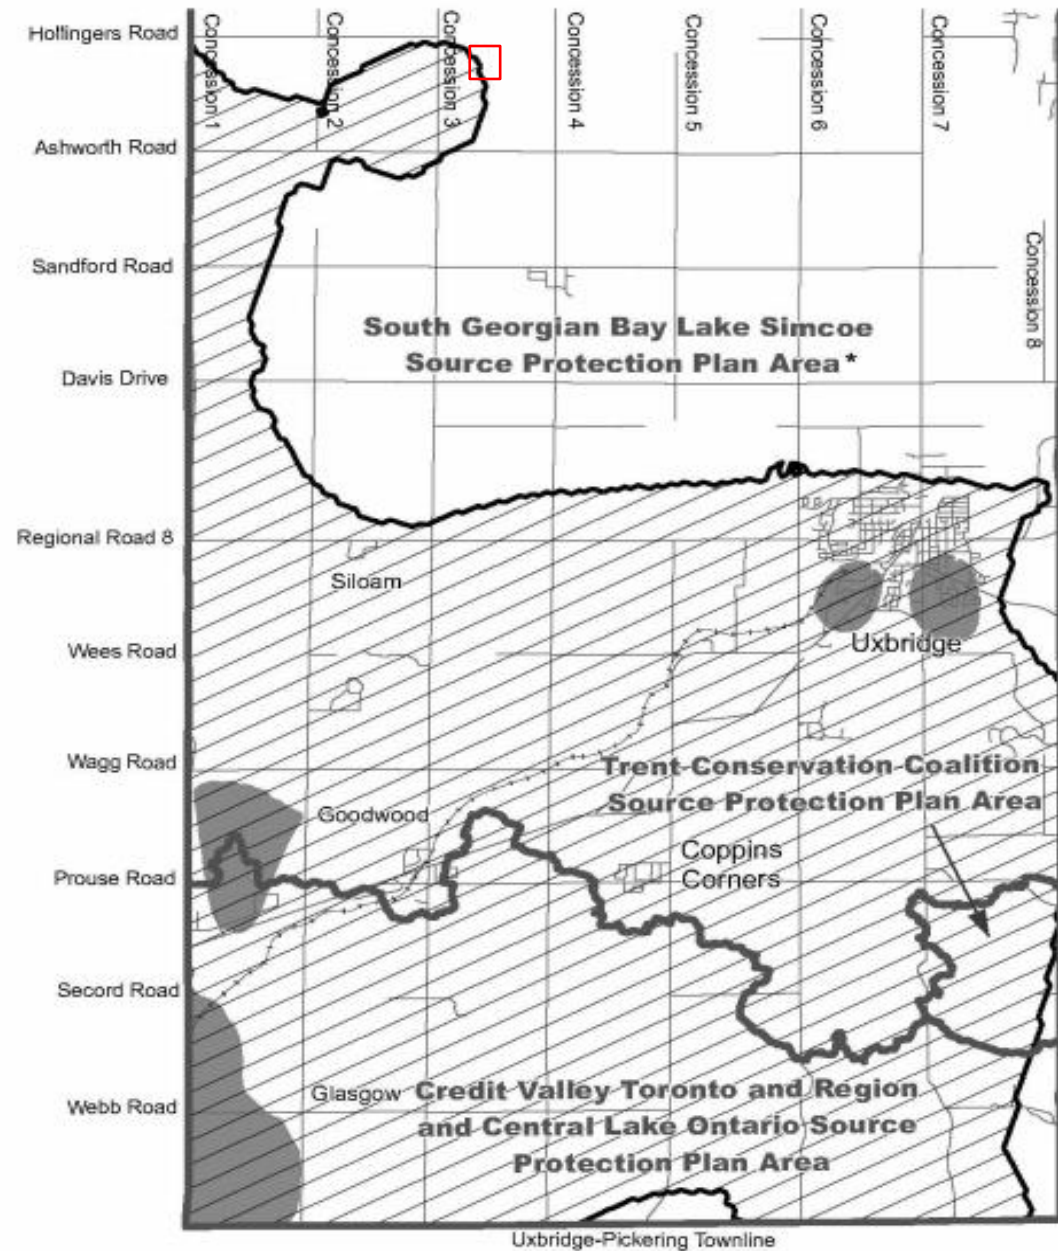 Hollingers Road
Concession 1
Concession 2
Concession 3
Concession 4
Concession 5
Concession 6
Concession 7
Ashworth Road
Sandford Road
Concession 8
South Georgian Bay Lake Simcoe
Source Protection Plan Area*
Davis Drive
Regional Road 8
Siloam
Uxbridge
Wees Road
Wagg Road
Trent Conservation Coalition
Source Protection Plan Area
Goodwood
Coppins
Corners
Prouse Road
Secord Road
Glasgow
Credit Valley Toronto and Region
and Central Lake Ontario Source
Protection Plan Area
Webb Road
Uxbridge-Pickering Townline